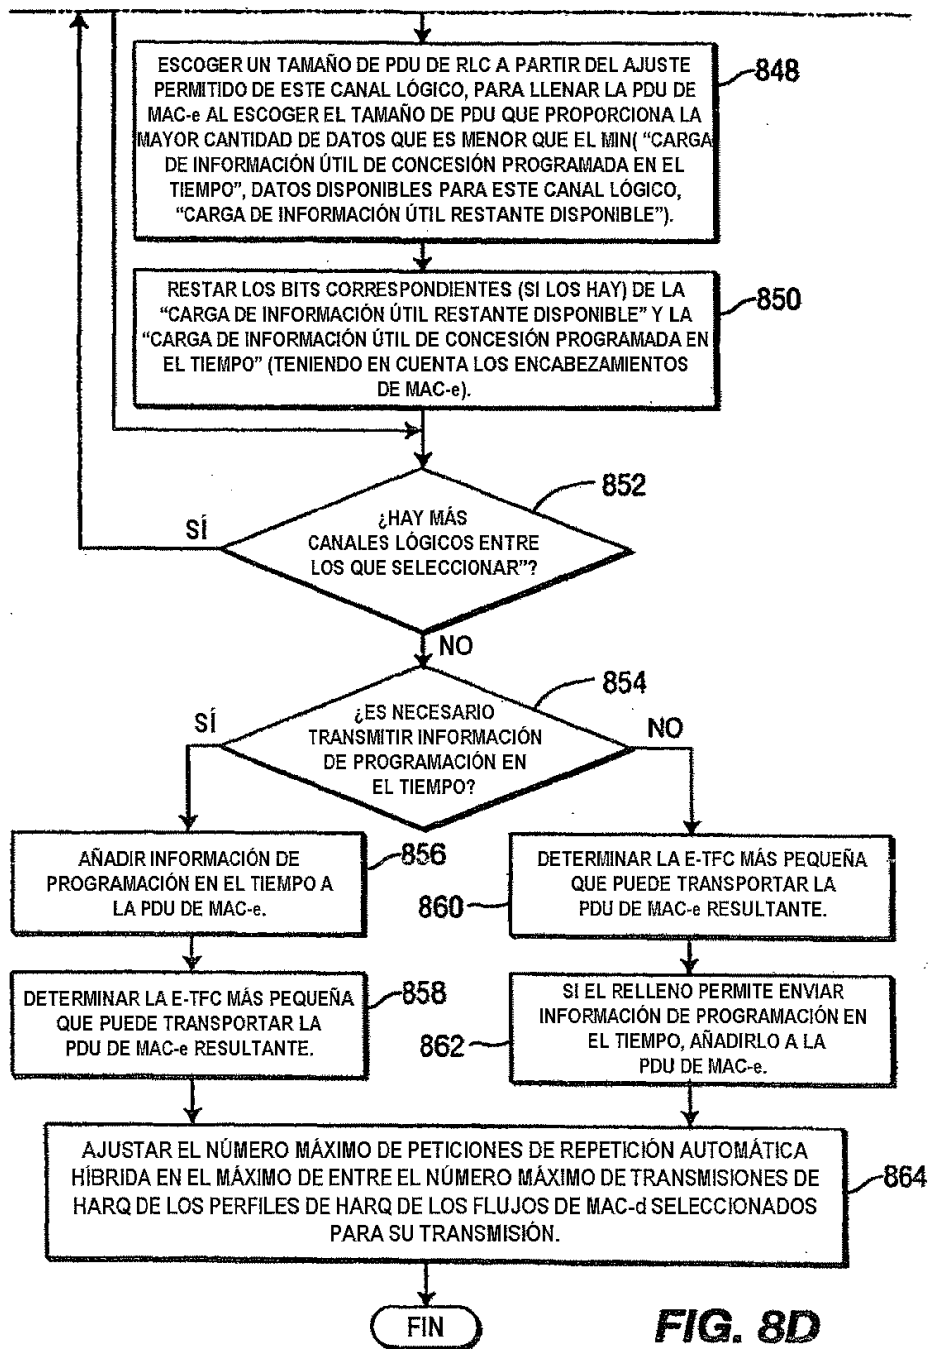 ESCOGER UN TAMAÑO DE PDU DE RLC A PARTIR DEL AJUSTE
PERMITIDO DE ESTE CANAL LÓGICO, PARA LLENAR LA PDU DE
MAC-e AL ESCOGER EL TAMAÑO DE PDU QUE PROPORCIONA LA
MAYOR CANTIDAD DE DATOS QUE ES MENOR QUE EL MIN( “CARGA
DE INFORMACIÓN ÚTIL DE CONCESIÓN PROGRAMADA EN EL
TIEMPO”, DATOS DISPONIBLES PARA ESTE CANAL LÓGICO,
“CARGA DE INFORMACIÓN ÚTIL RESTANTE DISPONIBLE”).
848
RESTAR LOS BITS CORRESPONDIENTES (SI LOS HAY) DE LA
“CARGA DE INFORMACIÓN ÚTIL RESTANTE DISPONIBLE” Y LA
“CARGA DE INFORMACIÓN ÚTIL DE CONCESIÓN PROGRAMADA EN
EL TIEMPO” (TENIENDO EN CUENTA LOS ENCABEZAMIENTOS
DE MAC-e).
850
852
SÍ
¿HAY MÁS
CANALES LÓGICOS ENTRE
LOS QUE SELECCIONAR”?
NO
854
SÍ
¿ES NECESARIO
TRANSMITIR INFORMACIÓN
DE PROGRAMACIÓN EN
EL TIEMPO?
NO
AÑADIR INFORMACIÓN DE
PROGRAMACIÓN EN EL TIEMPO A
LA PDU DE MAC-e.
856
860
DETERMINAR LA E-TFC MÁS PEQUEÑA
QUE PUEDE TRANSPORTAR LA
PDU DE MAC-e RESULTANTE.
DETERMINAR LA E-TFC MÁS PEQUEÑA
QUE PUEDE TRANSPORTAR LA
PDU DE MAC-e RESULTANTE.
858
862
SI EL RELLENO PERMITE ENVIAR
INFORMACIÓN DE PROGRAMACIÓN EN
EL TIEMPO, AÑADIRLO A LA
PDU DE MAC-e.
AJUSTAR EL NÚMERO MÁXIMO DE PETICIONES DE REPETICIÓN AUTOMÁTICA
HÍBRIDA EN EL MÁXIMO DE ENTRE EL NÚMERO MÁXIMO DE TRANSMISIONES DE
HARQ DE LOS PERFILES DE HARQ DE LOS FLUJOS DE MAC-d SELECCIONADOS
PARA SU TRANSMISIÓN.
864
FIN
FIG. 8D